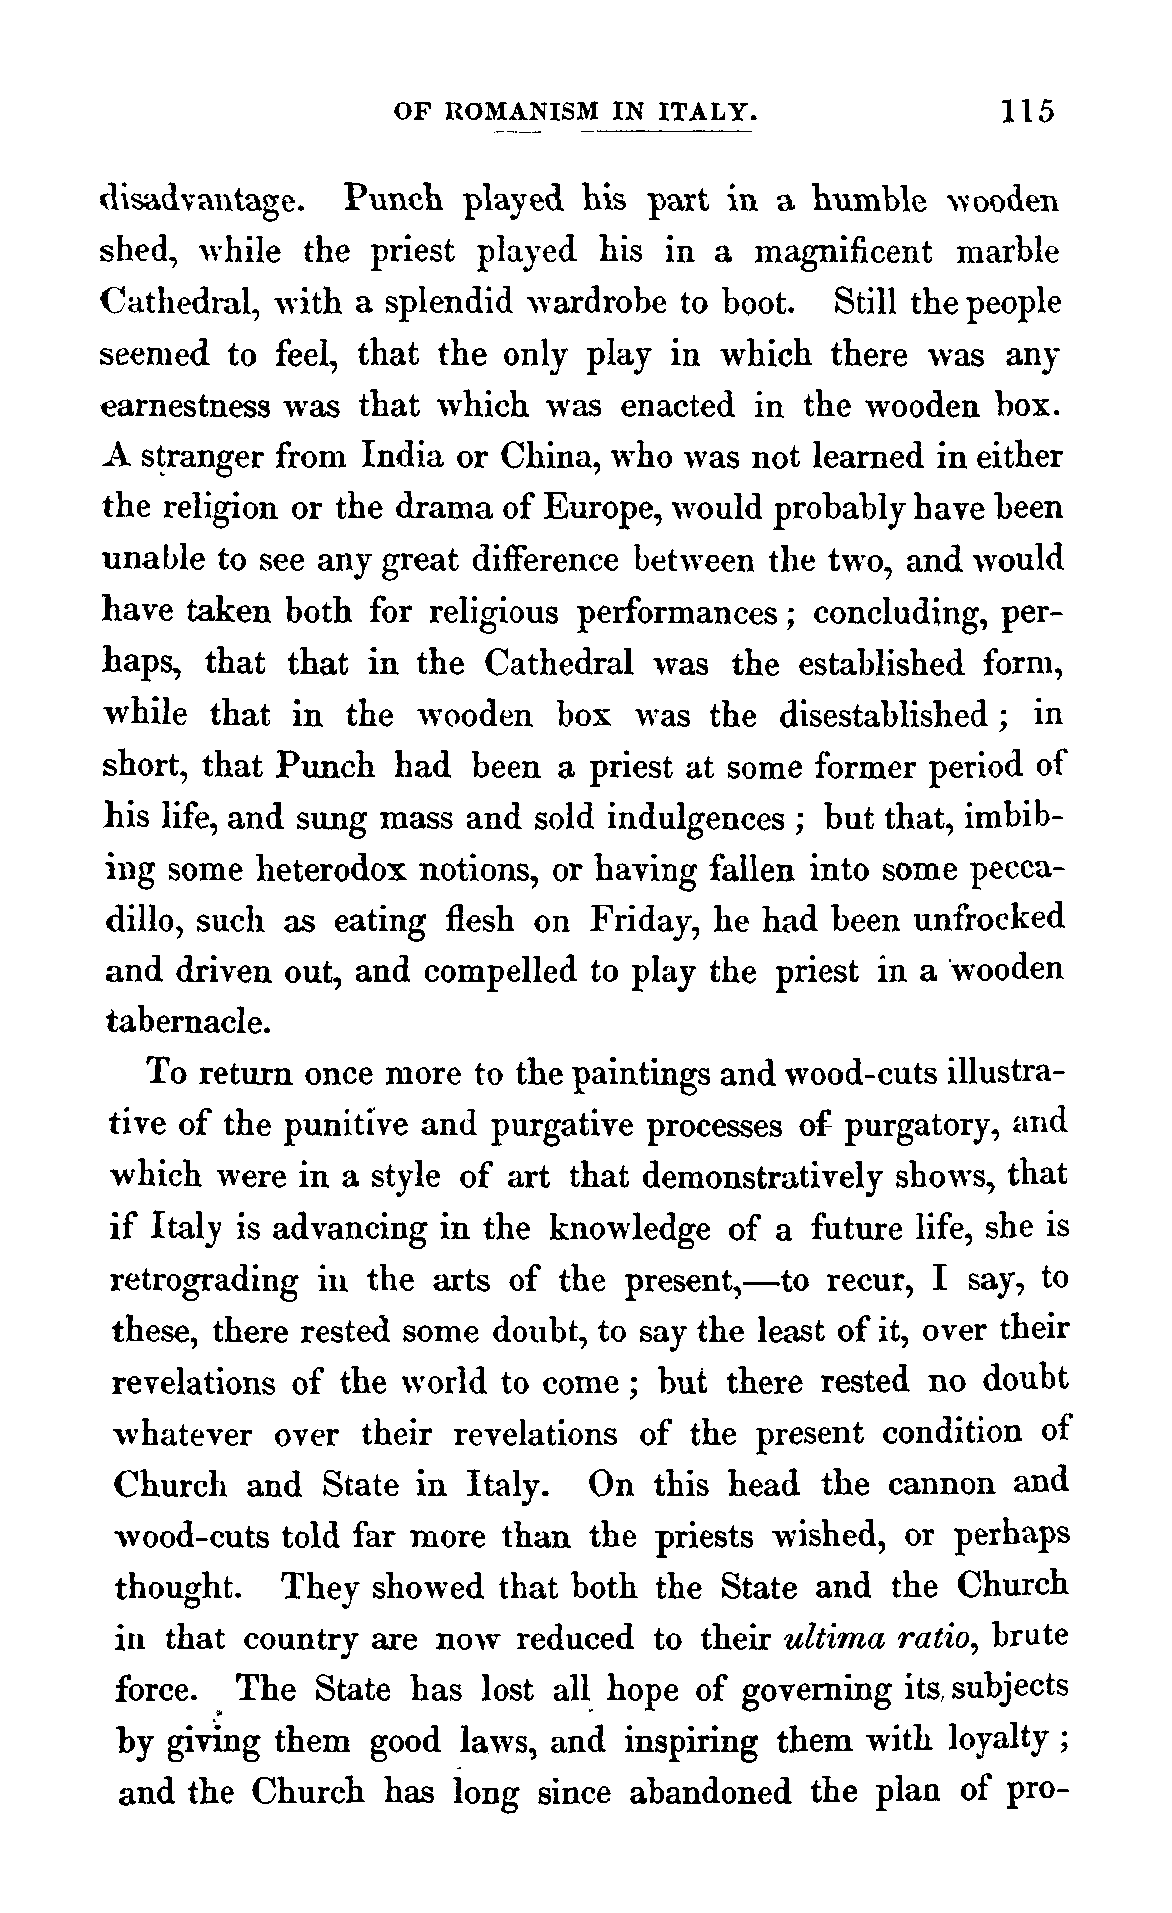 OF ROMANISM IN ITALY. 115
disadvantage. Punch played his part in a humble wooden
shed, while the priest played his in a magnificent marble
Cathedral, with a splendid wardrobe to boot. Still the people
seemed to feel, that the only play in which there was any
earnestness was that which was enacted in the wooden box.
A stranger from India or China, who was not learned in either
the religion or the drama of Europe, would probably have been
unable to see any great difference between the two, and would
have taken both for religious performances; concluding, per-
haps, that that in the Cathedral was the established form,
while that in the wooden box was the disestablished; in
short, that Punch had been a priest at some former period of
his life, and sung mass and sold indulgences; but that, imbib-
ing some heterodox notions, or having fallen into some pecca-
dillo, such as eating flesh on Friday, he had been unfrocked
and driven out, and compelled to play the priest in a wooden
tabernacle.
To return once more to the paintings and wood-cuts illustra-
tive of the punitive and purgative processes of purgatory, and
which were in a style of art that demonstratively shows, that
if Italy is advancing in the knowledge of a future life, she is
retrograding in the arts of the present,—to recur, I say, to
these, there rested some doubt, to say the least of it, over their
revelations of the world to come; but there rested no doubt
whatever over their revelations of the present condition of
Church and State in Italy. On this head the cannon and
wood-cuts told far more than the priests wished, or perhaps
thought. They showed that both the State and the Church
in that country are now reduced to their ultima ratio, brute
force. The State has lost all hope of governing its subjects
by giving them good laws, and inspiring them with loyalty;
and the Church has long since abandoned the plan of pro-